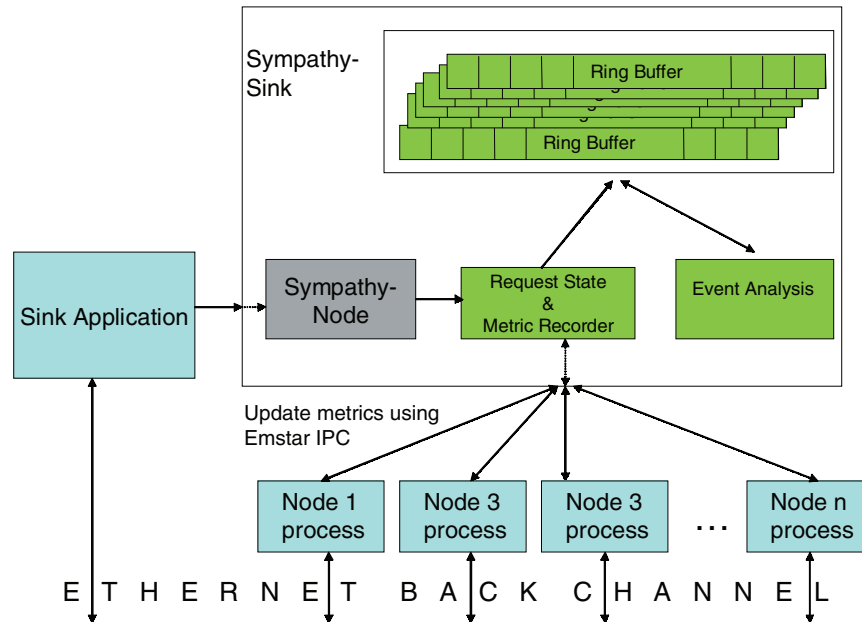 Sympathy-
Sink
Ring Buffer
Ring Buffer
Sink Application
Sympathy-
Node
Request State
&
Metric Recorder
Event Analysis
Update metrics using
Emstar IPC
Node 1
process
Node 3
process
Node 3
process
...
Node n
process
E T H E R N E T B A C K C H A N N E L